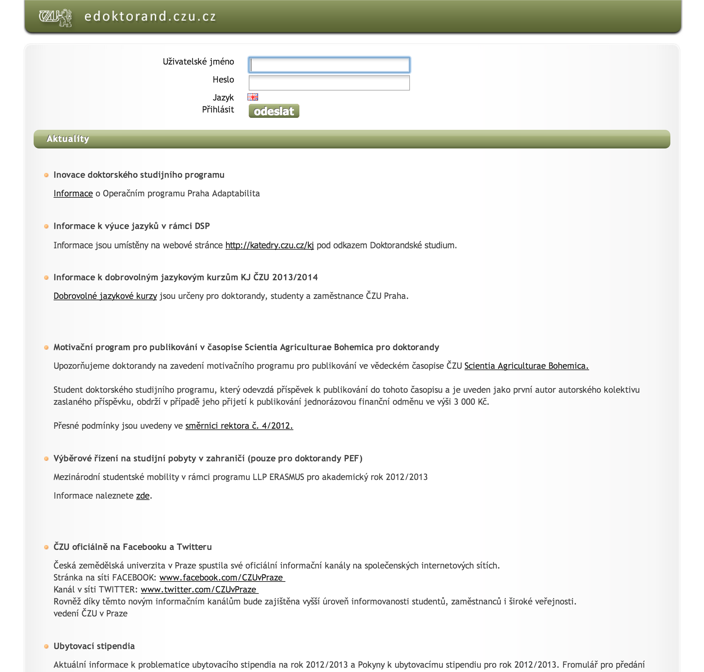 ČZU edoktorand.czu.cz
Uživatelské jméno
Heslo
Jazyk
Přihlásit odeslat
Aktuality
Inovace doktorského studijního programu
Informace o Operačním programu Praha Adaptabilita
Informace k výuce jazyků v rámci DSP
Informace jsou umístěny na webové stránce http://katedry.czu.cz/kj pod odkazem Doktorandské studium.
Informace k dobrovolným jazykovým kurzům KJ ČZU 2013/2014
Dobrovolné jazykové kurzy jsou určeny pro doktorandy, studenty a zaměstnance ČZU Praha.
Motivační program pro publikování v časopise Scientia Agriculturae Bohemica pro doktorandy
Upozorňujeme doktorandy na zavedení motivačního programu pro publikování ve vědeckém časopise ČZU Scientia Agriculturae Bohemica.
Student doktorského studijního programu, který odevzdá příspěvek k publikování do tohoto časopisu a je uveden jako první autor autorského kolektivu
zaslaného příspěvku, obdrží v případě jeho přijetí k publikování jednorázovou finanční odměnu ve výši 3 000 Kč.
Přesné podmínky jsou uvedeny ve směrnici rektora č. 4/2012.
Výběrové řízení na studijní pobyty v zahraničí (pouze pro doktorandy PEF)
Mezinárodní studentské mobility v rámci programu LLP ERASMUS pro akademický rok 2012/2013
Informace naleznete zde.
ČZU oficiálně na Facebooku a Twitteru
Česká zemědělská univerzita v Praze spustila své oficiální informační kanály na společenských internetových sítích.
Stránka na síti FACEBOOK: www.facebook.com/CZUvPraze
Kanál v síti TWITTER: www.twitter.com/CZUvPraze
Rovněž díky těmto novým informačním kanálům bude zajištěna vyšší úroveň informovanosti studentů, zaměstnanců i široké veřejnosti.
vedení ČZU v Praze
Ubytovací stipendia
Aktuální informace k problematice ubytovacího stipendia na rok 2012/2013 a Pokyny k ubytovacímu stipendiu pro rok 2012/2013. Fromulář pro předání